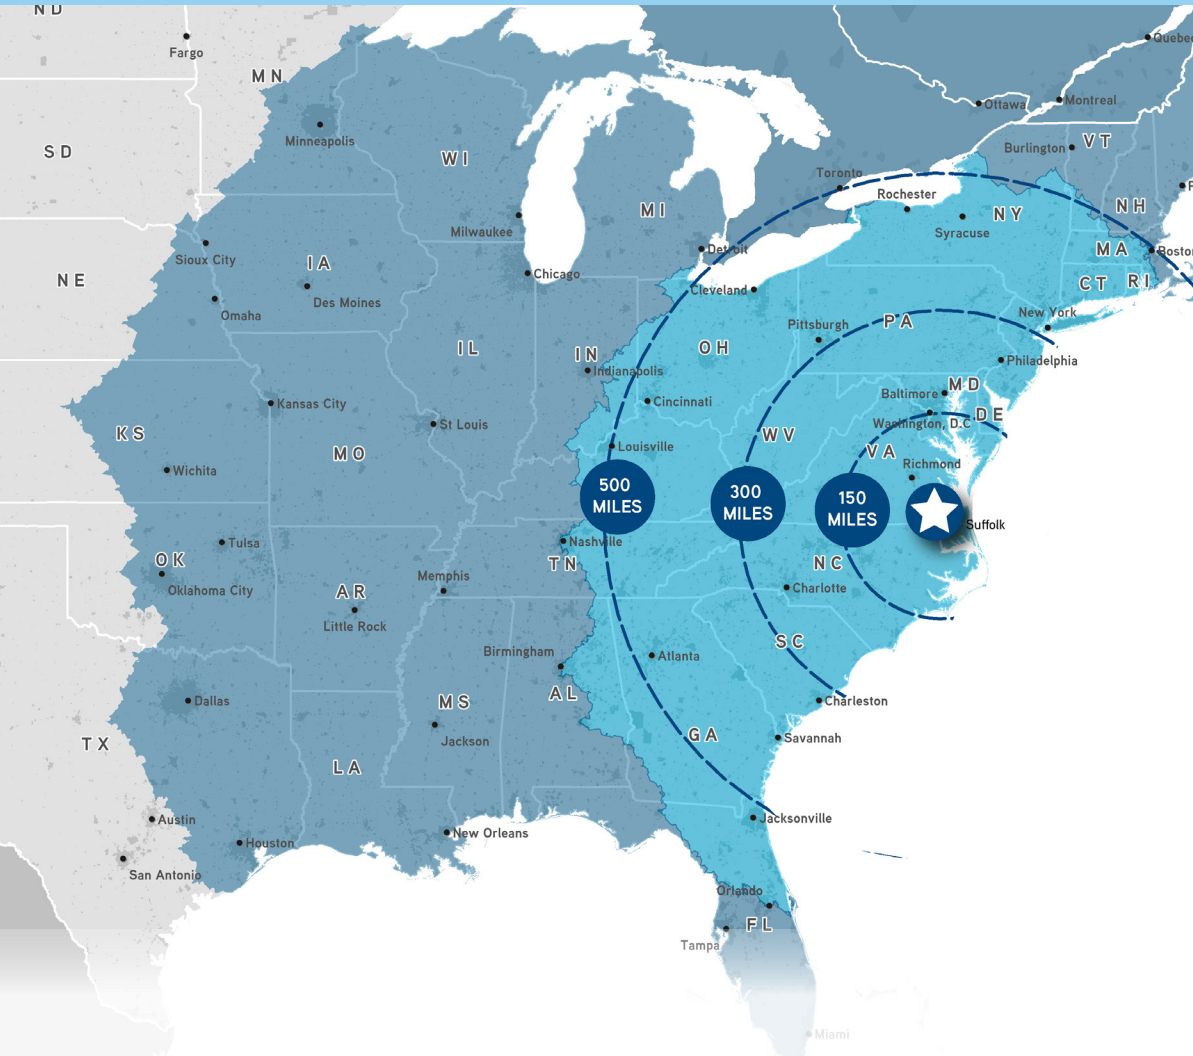 ND
Fargo
MN
Quebec
Ottawa
Montreal
SD
Minneapolis
WI
Burlington
VT
Toronto
Rochester
MI
NY
NH
Milwaukee
Syracuse
Sioux City
IA
Detroit
MA
Boston
NE
Chicago
CT
RI
Des Moines
Cleveland
Omaha
New York
Pittsburgh
PA
IL
IN
OH
Indianapolis
Philadelphia
MD
Baltimore
Kansas City
Cincinnati
DE
St Louis
Washington, D.C
KS
WV
MO
Louisville
VA
Richmond
Wichita
500
MILES
300
MILES
150
MILES
Suffolk
Tulsa
Nashville
OK
TN
NC
Memphis
Oklahoma City
AR
Charlotte
Little Rock
SC
Birmingham
Atlanta
AL
Dallas
MS
Charleston
GA
Savannah
TX
Jackson
LA
Austin
Jacksonville
New Orleans
Houston
San Antonio
Orlando
FL
Tampa
Miami